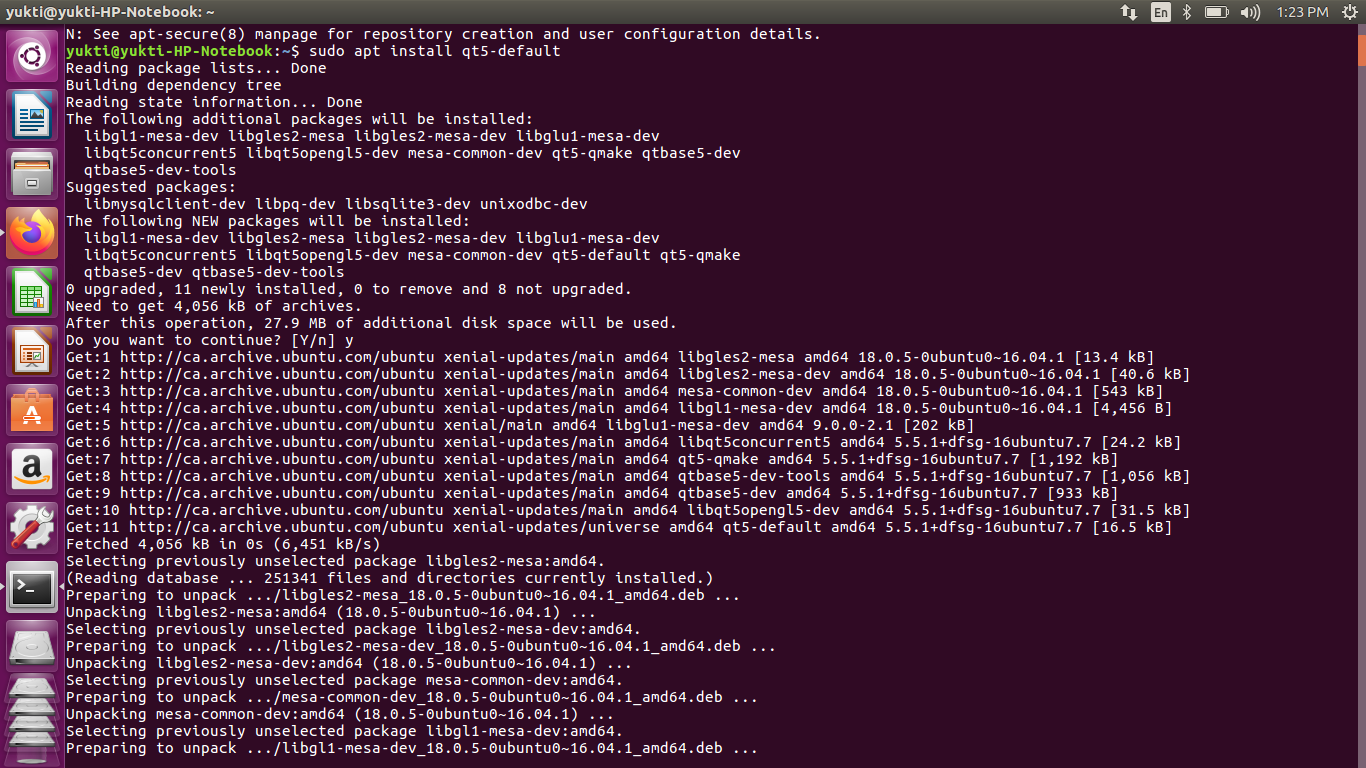 yukti@yukti-HP-Notebook: ~
En
1:23 PM
N: See apt-secure(8) manpage for repository creation and user configuration details.
yukti@yukti-HP-Notebook:~$ sudo apt install qt5-default
Reading package lists... Done
Building dependency tree
Reading state information... Done
The following additional packages will be installed:
  libgl1-mesa-dev libgles2-mesa libgles2-mesa-dev libglu1-mesa-dev
  libqt5concurrent5 libqt5opengl5-dev mesa-common-dev qt5-qmake qtbase5-dev
  qtbase5-dev-tools
Suggested packages:
  libmysqlclient-dev libpq-dev libsqlite3-dev unixodbc-dev
The following NEW packages will be installed:
  libgl1-mesa-dev libgles2-mesa libgles2-mesa-dev libglu1-mesa-dev
  libqt5concurrent5 libqt5opengl5-dev mesa-common-dev qt5-default qt5-qmake
  qtbase5-dev qtbase5-dev-tools
0 upgraded, 11 newly installed, 0 to remove and 8 not upgraded.
Need to get 4,056 kB of archives.
After this operation, 27.9 MB of additional disk space will be used.
Do you want to continue? [Y/n] y
Get:1 http://ca.archive.ubuntu.com/ubuntu xenial-updates/main amd64 libgles2-mesa amd64 18.0.5-0ubuntu0~16.04.1 [13.4 kB]
Get:2 http://ca.archive.ubuntu.com/ubuntu xenial-updates/main amd64 libgles2-mesa-dev amd64 18.0.5-0ubuntu0~16.04.1 [40.6 kB]
Get:3 http://ca.archive.ubuntu.com/ubuntu xenial-updates/main amd64 mesa-common-dev amd64 18.0.5-0ubuntu0~16.04.1 [543 kB]
Get:4 http://ca.archive.ubuntu.com/ubuntu xenial-updates/main amd64 libgl1-mesa-dev amd64 18.0.5-0ubuntu0~16.04.1 [4,456 B]
Get:5 http://ca.archive.ubuntu.com/ubuntu xenial/main amd64 libglu1-mesa-dev amd64 9.0.0-2.1 [202 kB]
Get:6 http://ca.archive.ubuntu.com/ubuntu xenial-updates/main amd64 libqt5concurrent5 amd64 5.5.1+dfsg-16ubuntu7.7 [24.2 kB]
Get:7 http://ca.archive.ubuntu.com/ubuntu xenial-updates/main amd64 qt5-qmake amd64 5.5.1+dfsg-16ubuntu7.7 [1,192 kB]
Get:8 http://ca.archive.ubuntu.com/ubuntu xenial-updates/main amd64 qtbase5-dev-tools amd64 5.5.1+dfsg-16ubuntu7.7 [1,056 kB]
Get:9 http://ca.archive.ubuntu.com/ubuntu xenial-updates/main amd64 qtbase5-dev amd64 5.5.1+dfsg-16ubuntu7.7 [933 kB]
Get:10 http://ca.archive.ubuntu.com/ubuntu xenial-updates/main amd64 libqt5opengl5-dev amd64 5.5.1+dfsg-16ubuntu7.7 [31.5 kB]
Get:11 http://ca.archive.ubuntu.com/ubuntu xenial-updates/universe amd64 qt5-default amd64 5.5.1+dfsg-16ubuntu7.7 [16.5 kB]
Fetched 4,056 kB in 0s (6,451 kB/s)
Selecting previously unselected package libgles2-mesa:amd64.
(Reading database ... 251341 files and directories currently installed.)
Preparing to unpack .../libgles2-mesa_18.0.5-0ubuntu0~16.04.1_amd64.deb ...
Unpacking libgles2-mesa:amd64 (18.0.5-0ubuntu0~16.04.1) ...
Selecting previously unselected package libgles2-mesa-dev:amd64.
Preparing to unpack .../libgles2-mesa-dev_18.0.5-0ubuntu0~16.04.1_amd64.deb ...
Unpacking libgles2-mesa-dev:amd64 (18.0.5-0ubuntu0~16.04.1) ...
Selecting previously unselected package mesa-common-dev:amd64.
Preparing to unpack .../mesa-common-dev_18.0.5-0ubuntu0~16.04.1_amd64.deb ...
Unpacking mesa-common-dev:amd64 (18.0.5-0ubuntu0~16.04.1) ...
Selecting previously unselected package libgl1-mesa-dev:amd64.
Preparing to unpack .../libgl1-mesa-dev_18.0.5-0ubuntu0~16.04.1_amd64.deb ...